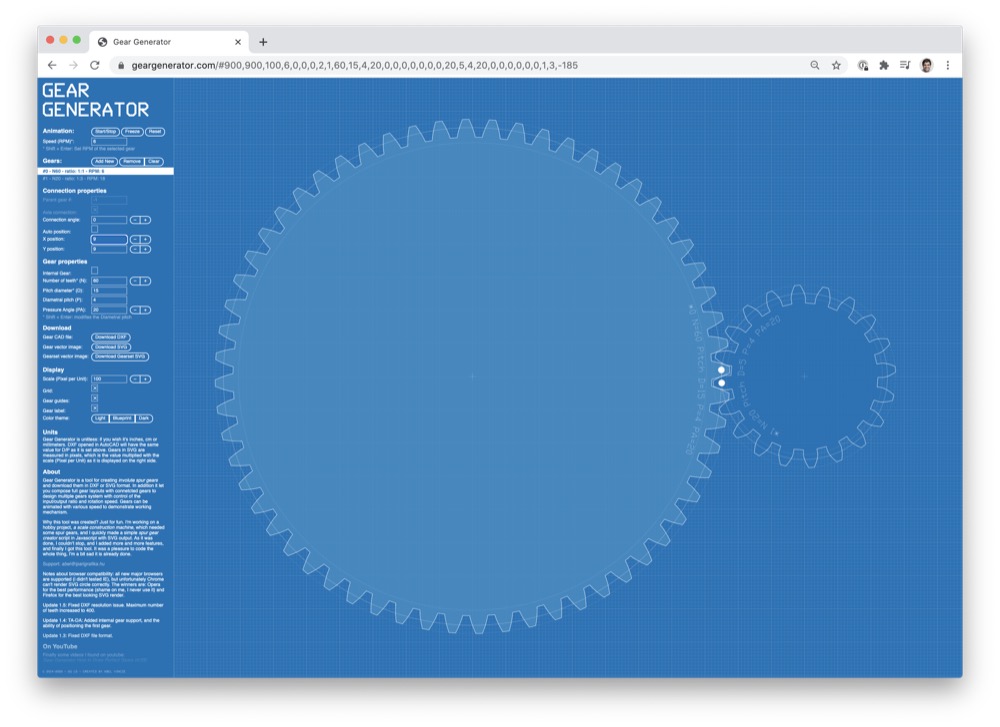 Gear Generator
geargenerator.com/#900,900,100,6,0,0,0,2,1,60,15,4,20,0,0,0,0,0,0,0,20,5,4,20,0,0,0,0,0,0,1,3,-185
GEAR
GENERATOR
Animation: Start/Stop Freeze Reset
Speed (RPM)*: 6
* Shift + Enter: Set RPM of the selected gear
Gears: Add New Remove Clear
#0 - N60 - ratio: 1:1 - RPM: 6
#1 - N20 - ratio: 1:3 - RPM: 18
Connection properties
Parent gear #
Axle connection:
Connection angle: 0 - +
Auto position:
X position: 0 - +
Y position: 0 - +
Gear properties
Internal Gear:
Number of teeth* (N): 60 - +
Pitch diameter* (D): 15
Diametral pitch (P): 4
Pressure Angle (PA): 20 - +
* Shift + Enter: modifies the Diametral pitch
Download
Gear CAD file: Download DXF
Gear vector image: Download SVG
Gearset vector image: Download Gearset SVG
Display
Scale (Pixel per Unit): 100 - +
Grid: x
Gear guides: x
Gear label: x
Color theme: Light Blueprint Dark
Units
Gear Generator is unitless: if you wish it's inches, cm or
millimaters. DXF opened in AutoCAD will have the same
value for D/P as it is set above. Gears in SVG are
measured in pixels, which is the value multiplied with the
scale (Pixel per Unit) as it is displayed on the right side.
About
Gear Generator is a tool for creating involute spur gears
and download them in DXF or SVG format. In addition it let
you compose full gear layouts with connected gears to
design multiple gears system with control of the
input/output ratio and rotation speed. Gears can be
animated with various speed to demonstrate working
mechanism.
Why this tool was created? Just for fun. I'm working on a
hobby project, a scale construction machine, which needed
some spur gears, and I quickly made a simple spur gear
creator script in Javascript with SVG output. As it was
done, I couldn't stop, and I added more and more features,
and finally I got this tool. It was a pleasure to code the
whole thing, I'm a bit sad it is already done.
Notes about browser compatibility: all new major browsers
are supported (I didn't tested IE), but unfortunately Chrome
can't render SVG circle correctly. The winners are: Opera
for the best performance (shame on me, I never use it) and
Firefox for the best looking SVG render.
Update 1.5: Fixed DXF resolution issue. Maximum number
of teeth increased to 400.
Update 1.4: TA-DA: Added internal gear support, and the
ability of positioning the first gear.
Update 1.3: Fixed DXF file format.
On YouTube
Finally some videos I found on youtube:
#0 N=60 Pitch D=15 P=4 PA=20
#1 N=20 Pitch D=5 P=4 PA=20